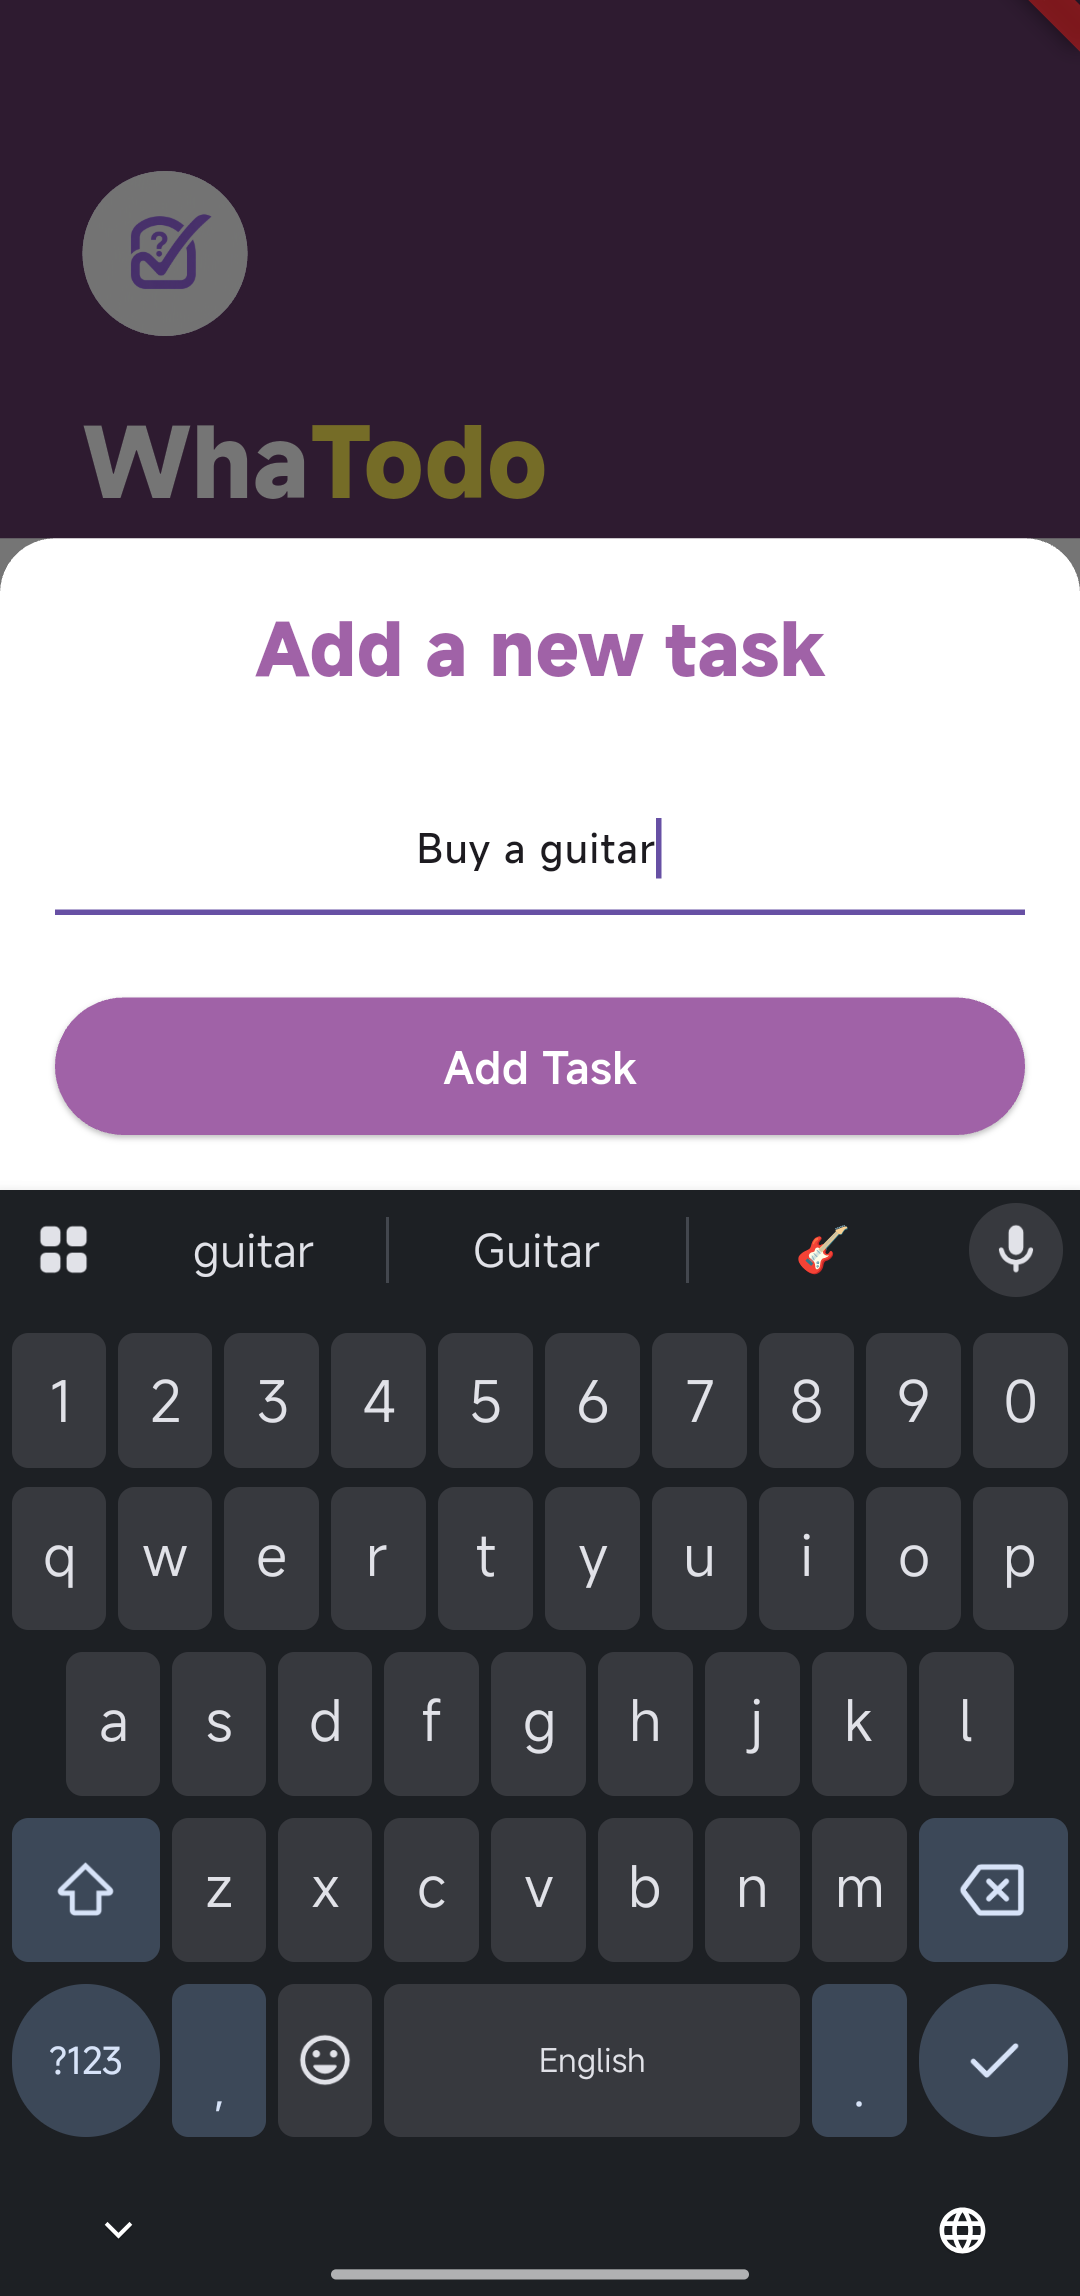 ?
WhaTodo
Add a new task
Buy a guitar
Add Task
guitar Guitar
1 2 3 4 5 6 7 8 9 0
q w e r t y u i o p
a s d f g h j k l
z x c v b n m
?123 , English .